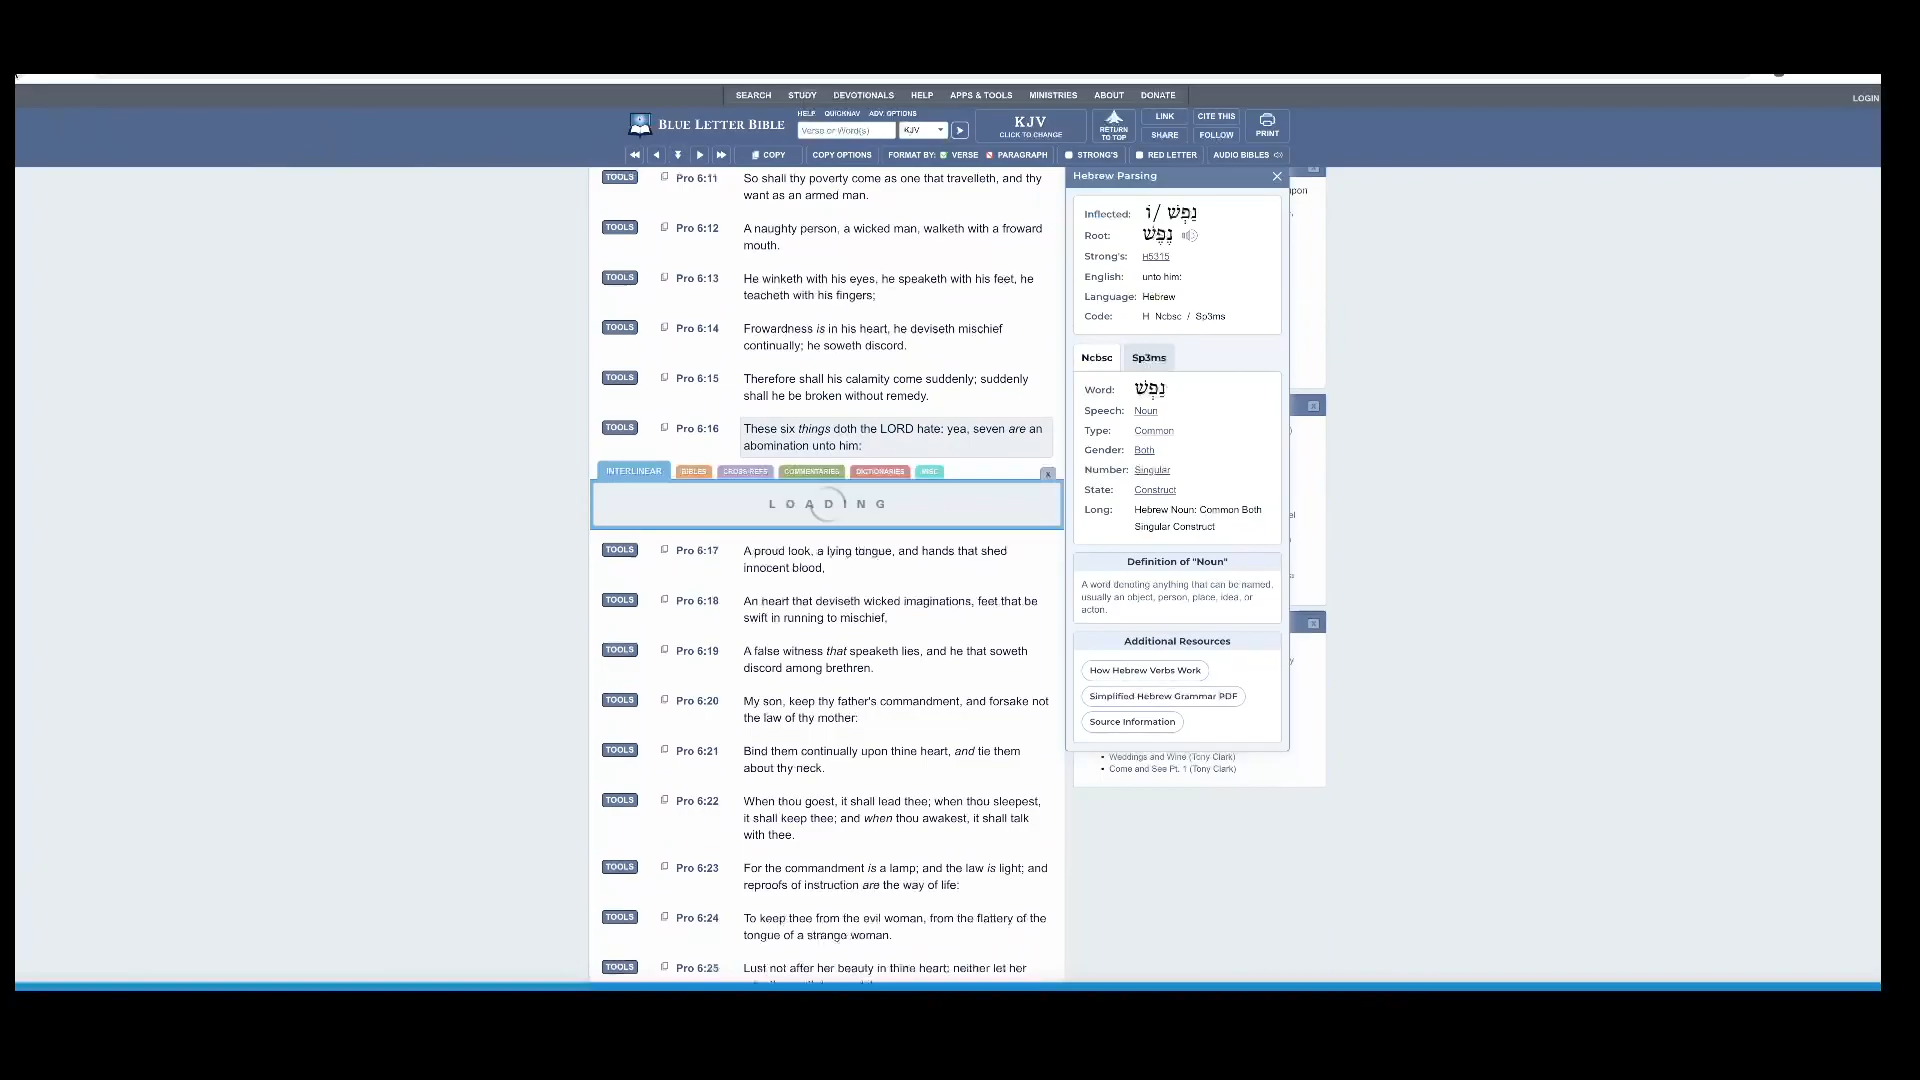 SEARCH STUDY DEVOTIONALS HELP APPS & TOOLS MINISTRIES ABOUT DONATE
LOGIN
BLUE LETTER BIBLE
HELP QUICKNAV ADV. OPTIONS
Verse or Word(s) KJV
KJV
CLICK TO CHANGE
RETURN
TO TOP
LINK CITE THIS
SHARE FOLLOW
PRINT
COPY COPY OPTIONS FORMAT BY: VERSE PARAGRAPH STRONG'S RED LETTER AUDIO BIBLES
TOOLS Pro 6:11 So shall thy poverty come as one that travelleth, and thy
want as an armed man.
TOOLS Pro 6:12 A naughty person, a wicked man, walketh with a froward
mouth.
TOOLS Pro 6:13 He winketh with his eyes, he speaketh with his feet, he
teacheth with his fingers;
TOOLS Pro 6:14 Frowardness is in his heart, he deviseth mischief
continually; he soweth discord.
TOOLS Pro 6:15 Therefore shall his calamity come suddenly; suddenly
shall he be broken without remedy.
TOOLS Pro 6:16 These six things doth the LORD hate: yea, seven are an
abomination unto him:
INTERLINEAR BIBLES CROSS-REFS COMMENTARIES DICTIONARIES MISC
x
LOADING
TOOLS Pro 6:17 A proud look, a lying tongue, and hands that shed
innocent blood,
TOOLS Pro 6:18 An heart that deviseth wicked imaginations, feet that be
swift in running to mischief,
TOOLS Pro 6:19 A false witness that speaketh lies, and he that soweth
discord among brethren.
TOOLS Pro 6:20 My son, keep thy father's commandment, and forsake not
the law of thy mother:
TOOLS Pro 6:21 Bind them continually upon thine heart, and tie them
about thy neck.
TOOLS Pro 6:22 When thou goest, it shall lead thee; when thou sleepest,
it shall keep thee; and when thou awakest, it shall talk
with thee.
TOOLS Pro 6:23 For the commandment is a lamp; and the law is light; and
reproofs of instruction are the way of life:
TOOLS Pro 6:24 To keep thee from the evil woman, from the flattery of the
tongue of a strange woman.
TOOLS Pro 6:25 Lust not after her beauty in thine heart; neither let her
Hebrew Parsing
Inflected: נַפְשׁ / וֹ
Root: נֶפֶשׁ
Strong's: H5315
English: unto him:
Language: Hebrew
Code: H Ncbsc / Sp3ms
Ncbsc Sp3ms
Word: נַפְשׁ
Speech: Noun
Type: Common
Gender: Both
Number: Singular
State: Construct
Long: Hebrew Noun: Common Both
Singular Construct
Definition of "Noun"
A word denoting anything that can be named,
usually an object, person, place, idea, or
acton.
Additional Resources
How Hebrew Verbs Work
Simplified Hebrew Grammar PDF
Source Information
Weddings and Wine (Tony Clark)
Come and See Pt. 1 (Tony Clark)